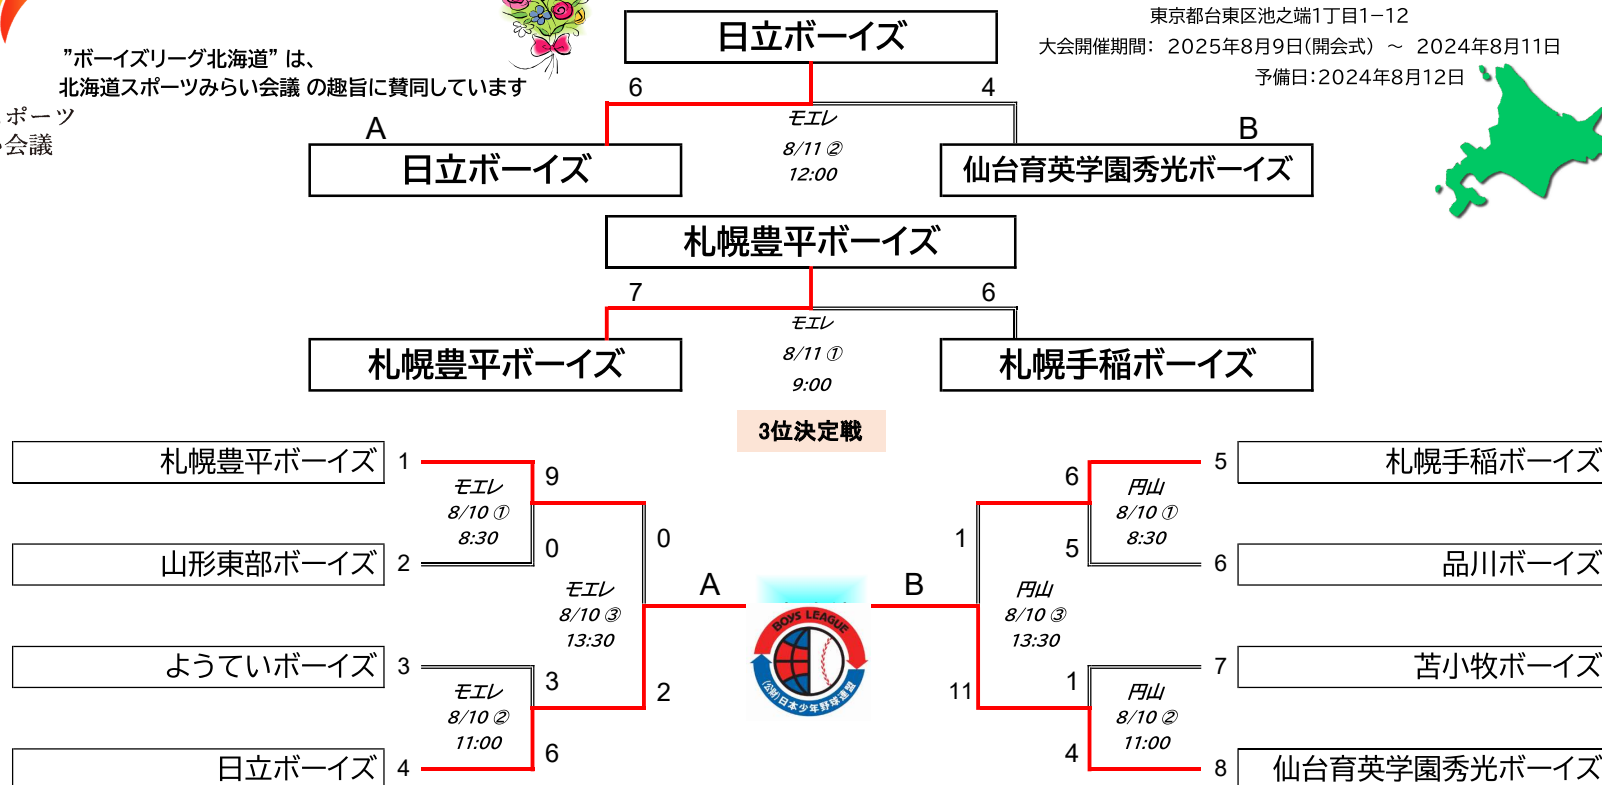 日立ボーイズ
東京都台東区池之端1丁目1−12
大会開催期間： 2025年8月9日(開会式) ～ 2024年8月11日
予備日：2024年8月12日
”ボーイズリーグ北海道” は、
北海道スポーツみらい会議 の趣旨に賛同しています
ポーツ
会議
6
4
モエレ
8/11 ②
12:00
A
B
日立ボーイズ
仙台育英学園秀光ボーイズ
札幌豊平ボーイズ
7
6
モエレ
8/11 ①
9:00
札幌豊平ボーイズ
札幌手稲ボーイズ
3位決定戦
札幌豊平ボーイズ 1
9
モエレ
8/10 ①
8:30
0
山形東部ボーイズ 2
0
モエレ
8/10 ③
13:30
A
2
ようていボーイズ 3
3
モエレ
8/10 ②
11:00
6
日立ボーイズ 4
BOYS LEAGUE
(公財)日本少年野球連盟
5 札幌手稲ボーイズ
6
円山
8/10 ①
8:30
5
6 品川ボーイズ
1
B
円山
8/10 ③
13:30
11
7 苫小牧ボーイズ
1
円山
8/10 ②
11:00
4
8 仙台育英学園秀光ボーイズ